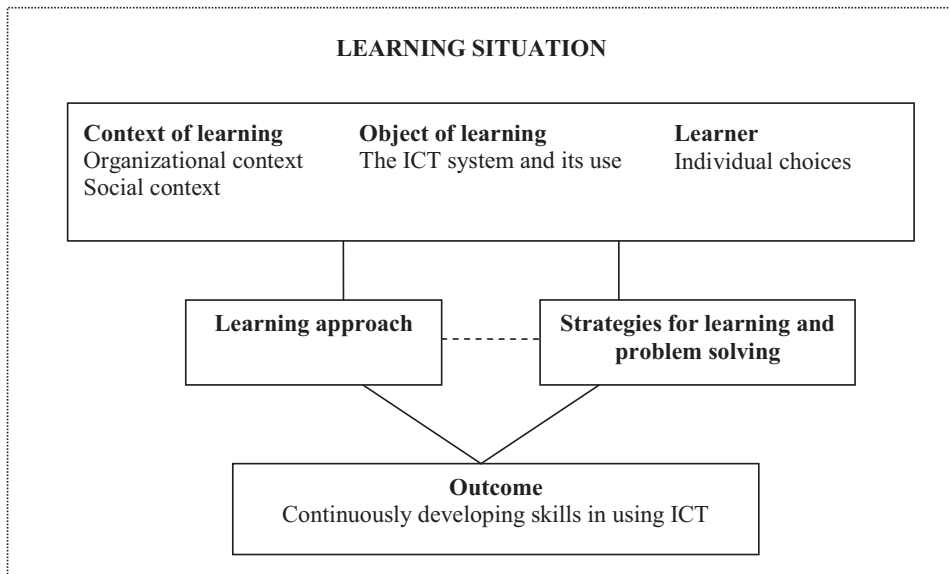 LEARNING SITUATION
Context of learning
Organizational context
Social context
Object of learning
The ICT system and its use
Learner
Individual choices
Learning approach
Strategies for learning and
problem solving
Outcome
Continuously developing skills in using ICT